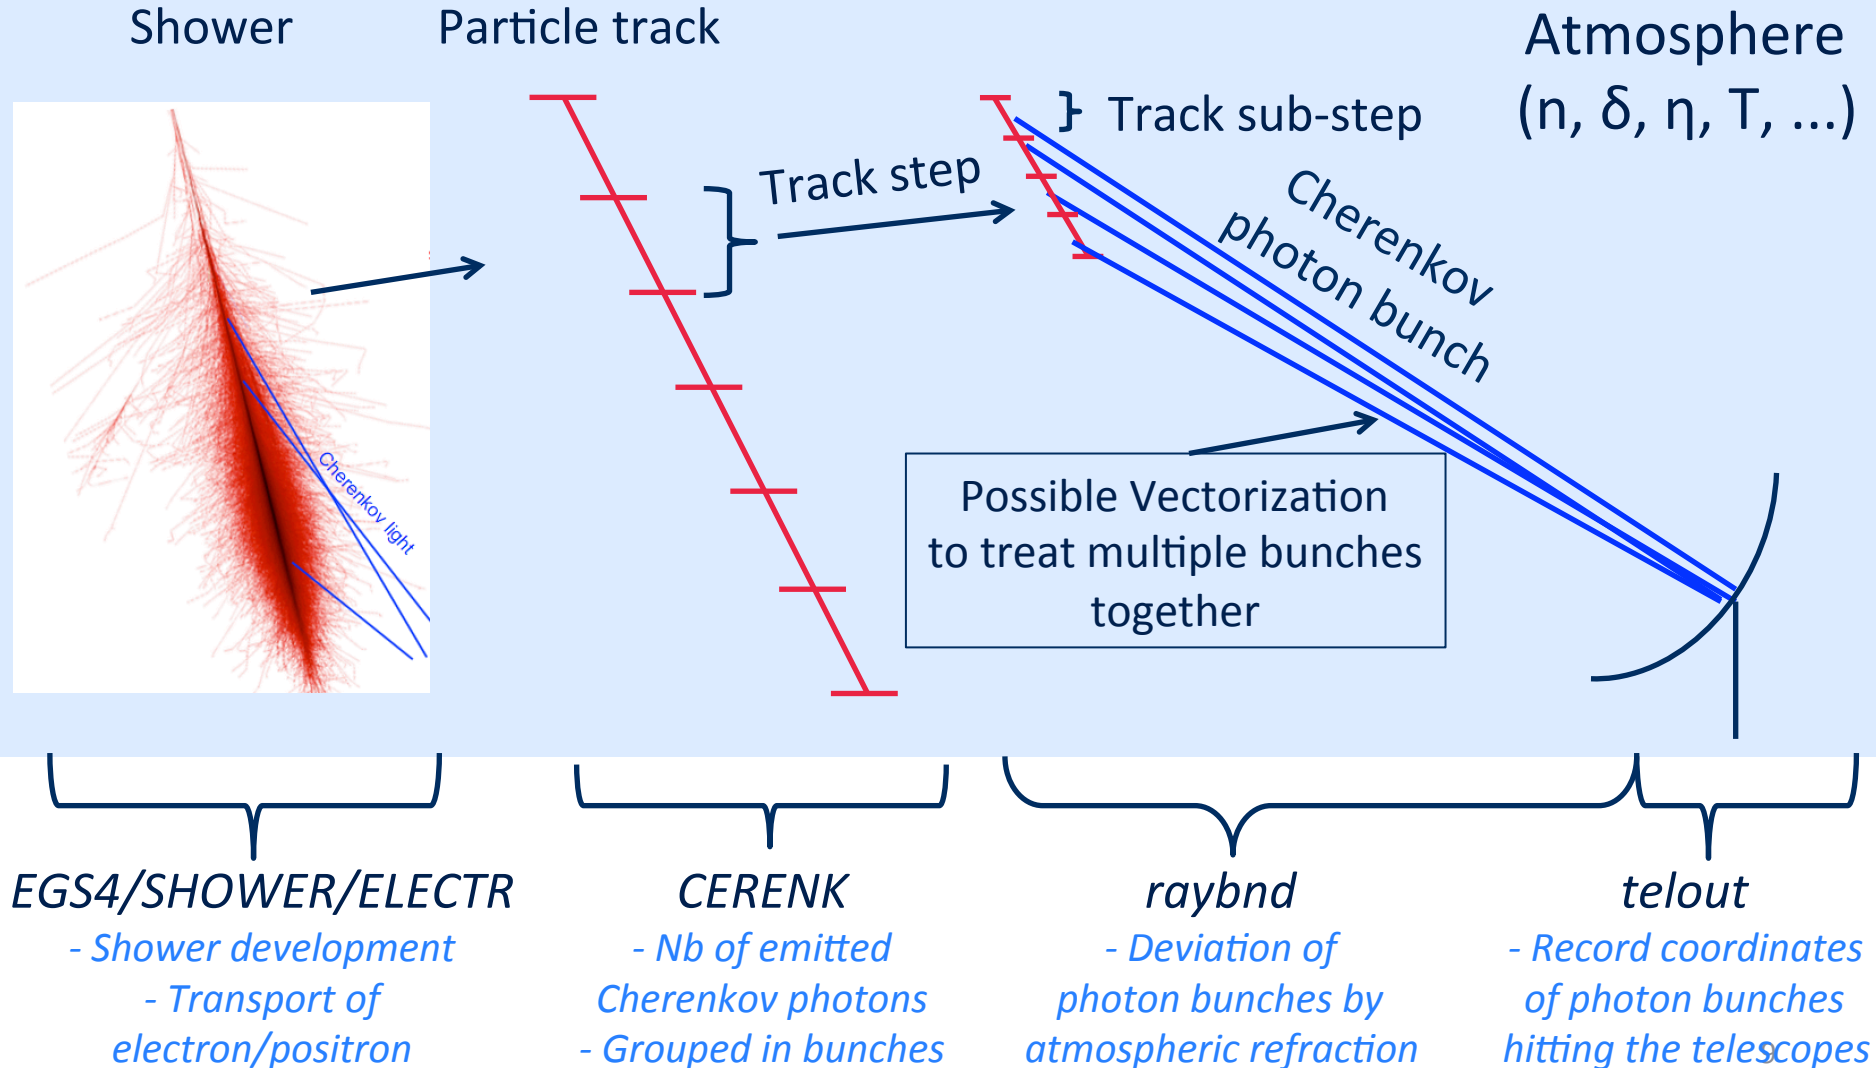 Shower
Particle track
Atmosphere
(n, δ, η, T, ...)
Track sub-step
Track step
Cherenkov
photon bunch
Cherenkov light
Possible Vectorization
to treat multiple bunches
together
EGS4/SHOWER/ELECTR
- Shower development
- Transport of
electron/positron
CERENK
- Nb of emitted
Cherenkov photons
- Grouped in bunches
raybnd
- Deviation of
photon bunches by
atmospheric refraction
telout
- Record coordinates
of photon bunches
hitting the telescopes